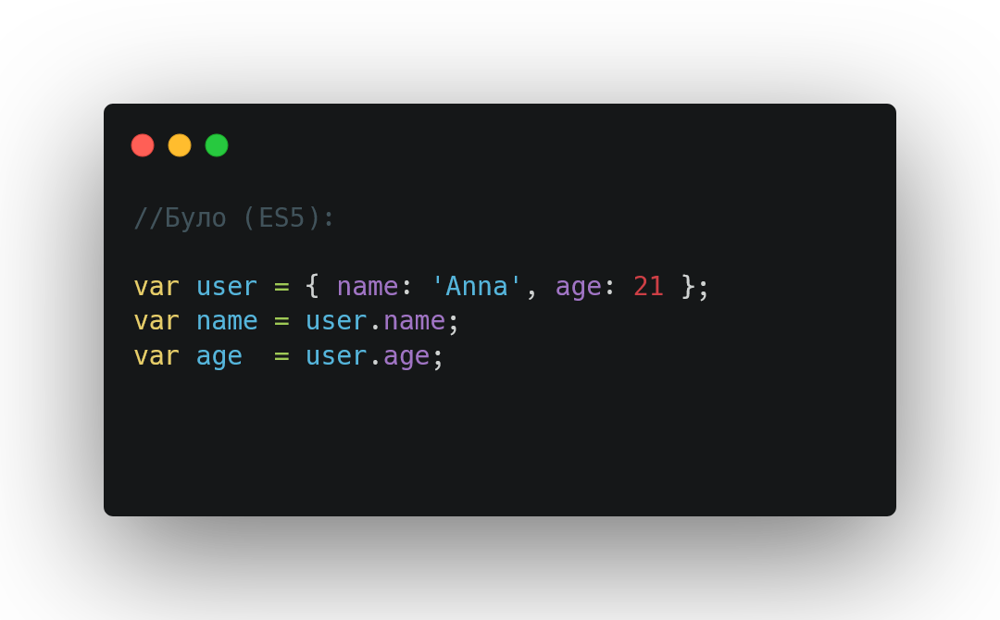 //Було (ES5):
var user = { name: 'Anna', age: 21 };
var name = user.name;
var age  = user.age;